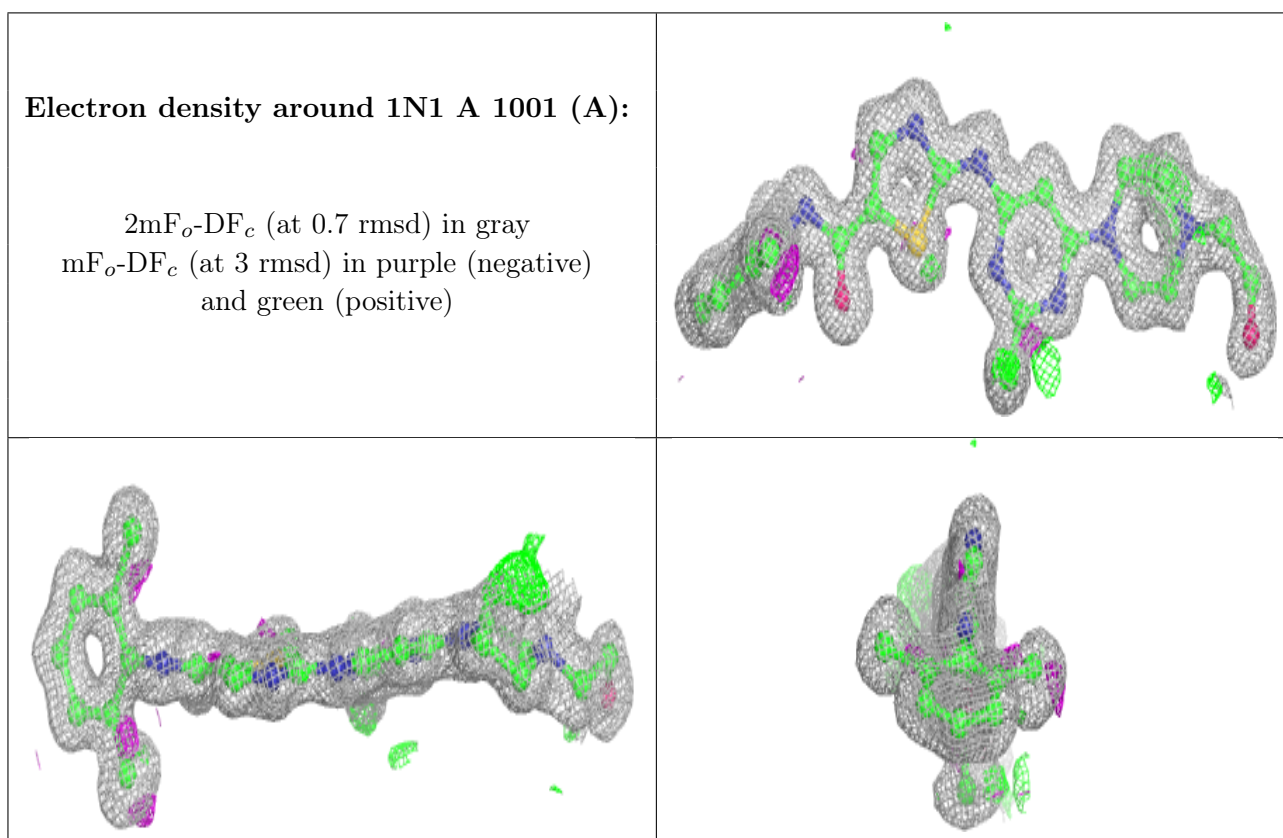 Electron density around 1N1 A 1001 (A):
2mFo-DFc (at 0.7 rmsd) in gray
mFo-DFc (at 3 rmsd) in purple (negative)
and green (positive)